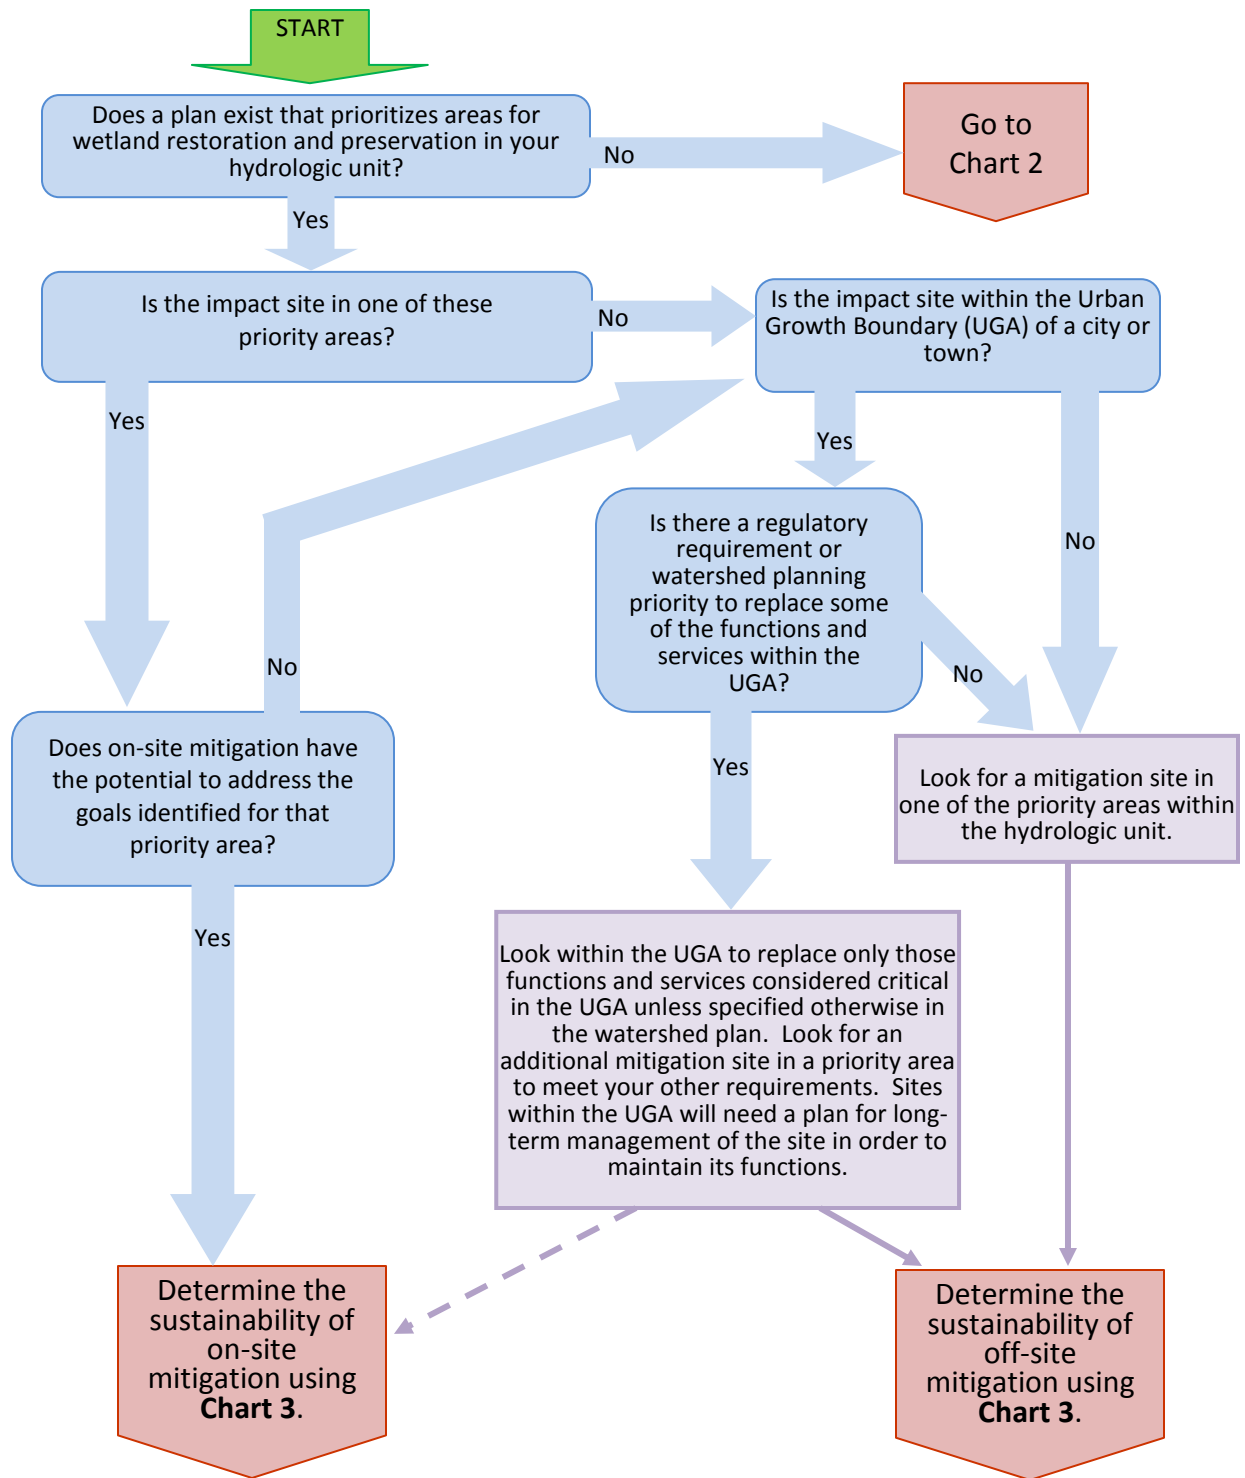 START
Does a plan exist that prioritizes areas for
wetland restoration and preservation in your
hydrologic unit?
No
Go to
Chart 2
Yes
Is the impact site in one of these
priority areas?
No
Is the impact site within the Urban
Growth Boundary (UGA) of a city or
town?
Yes
Yes
No
Is there a regulatory
requirement or
watershed planning
priority to replace some
of the functions and
services within the
UGA?
No
No
Does on-site mitigation have
the potential to address the
goals identified for that
priority area?
Yes
Look for a mitigation site in
one of the priority areas within
the hydrologic unit.
Yes
Look within the UGA to replace only those
functions and services considered critical
in the UGA unless specified otherwise in
the watershed plan.  Look for an
additional mitigation site in a priority area
to meet your other requirements.  Sites
within the UGA will need a plan for long-
term management of the site in order to
maintain its functions.
Determine the
sustainability of
on-site
mitigation using
Chart 3.
Determine the
sustainability of
off-site
mitigation using
Chart 3.